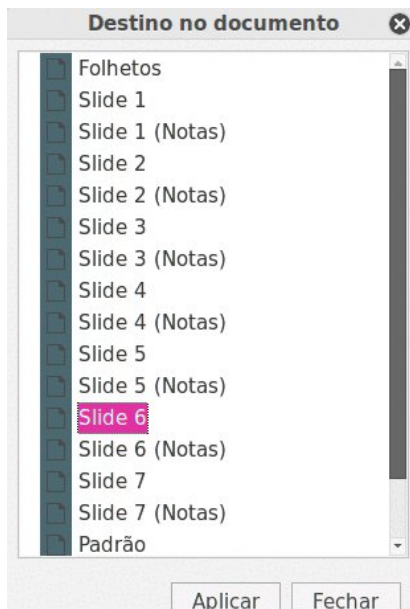 Destino no documento
Folhetos
Slide 1
Slide 1 (Notas)
Slide 2
Slide 2 (Notas)
Slide 3
Slide 3 (Notas)
Slide 4
Slide 4 (Notas)
Slide 5
Slide 5 (Notas)
Slide 6
Slide 6 (Notas)
Slide 7
Slide 7 (Notas)
Padrão
Aplicar Fechar